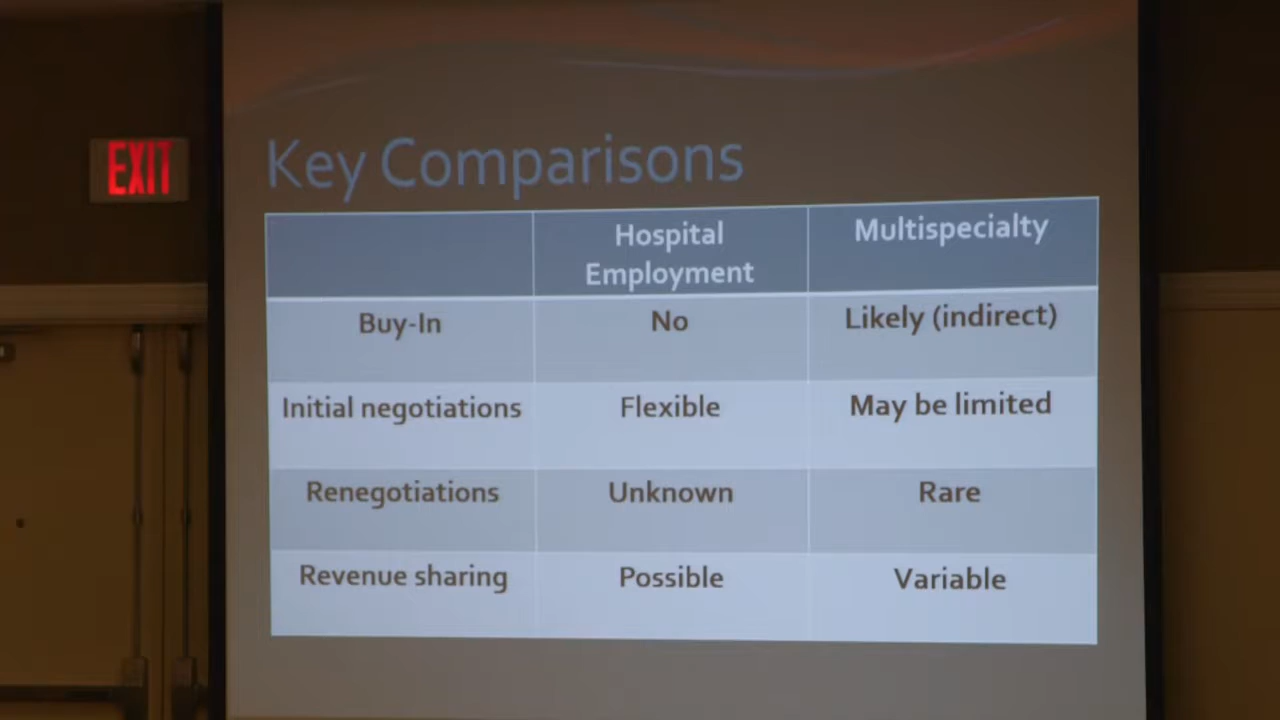 EXIT
Key Comparisons
Hospital
Employment
Multispecialty
Buy-In
No
Likely (indirect)
Initial negotiations
Flexible
May be limited
Renegotiations
Unknown
Rare
Revenue sharing
Possible
Variable